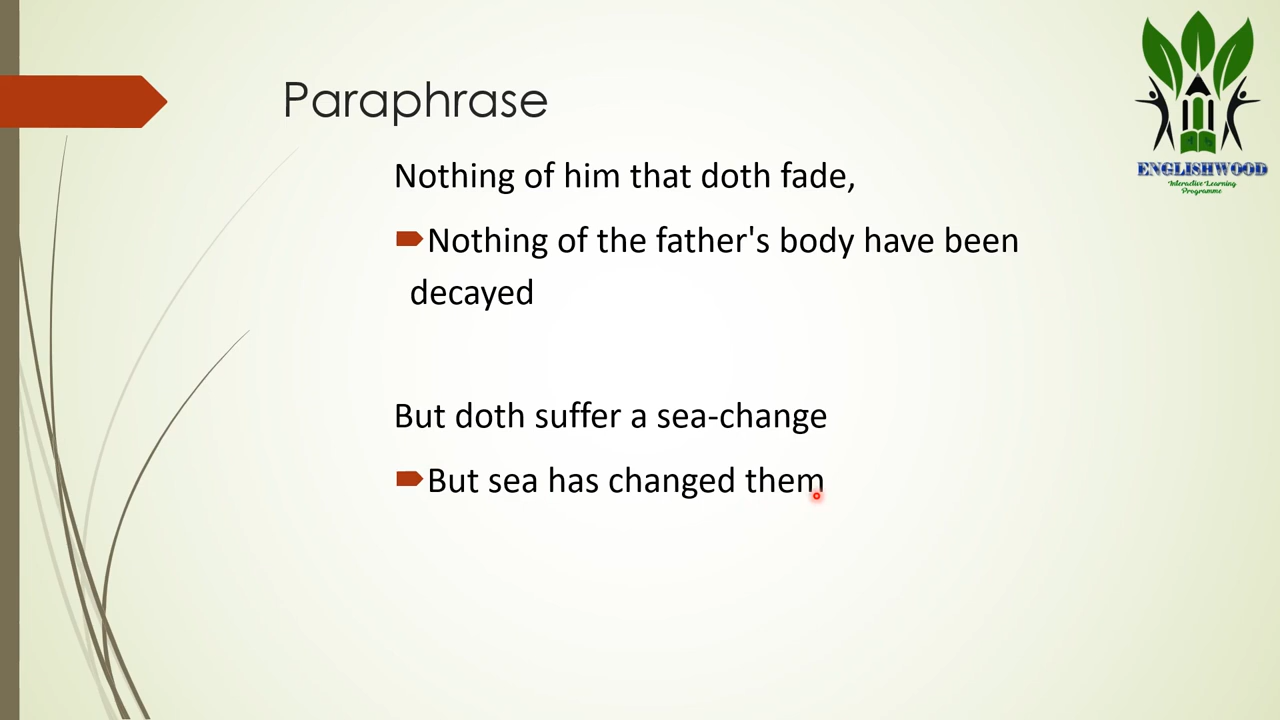 Paraphrase
Nothing of him that doth fade,
Nothing of the father's body have been
decayed
But doth suffer a sea-change
But sea has changed them
ENGLISHWOOD
Interactive Learning
Programme